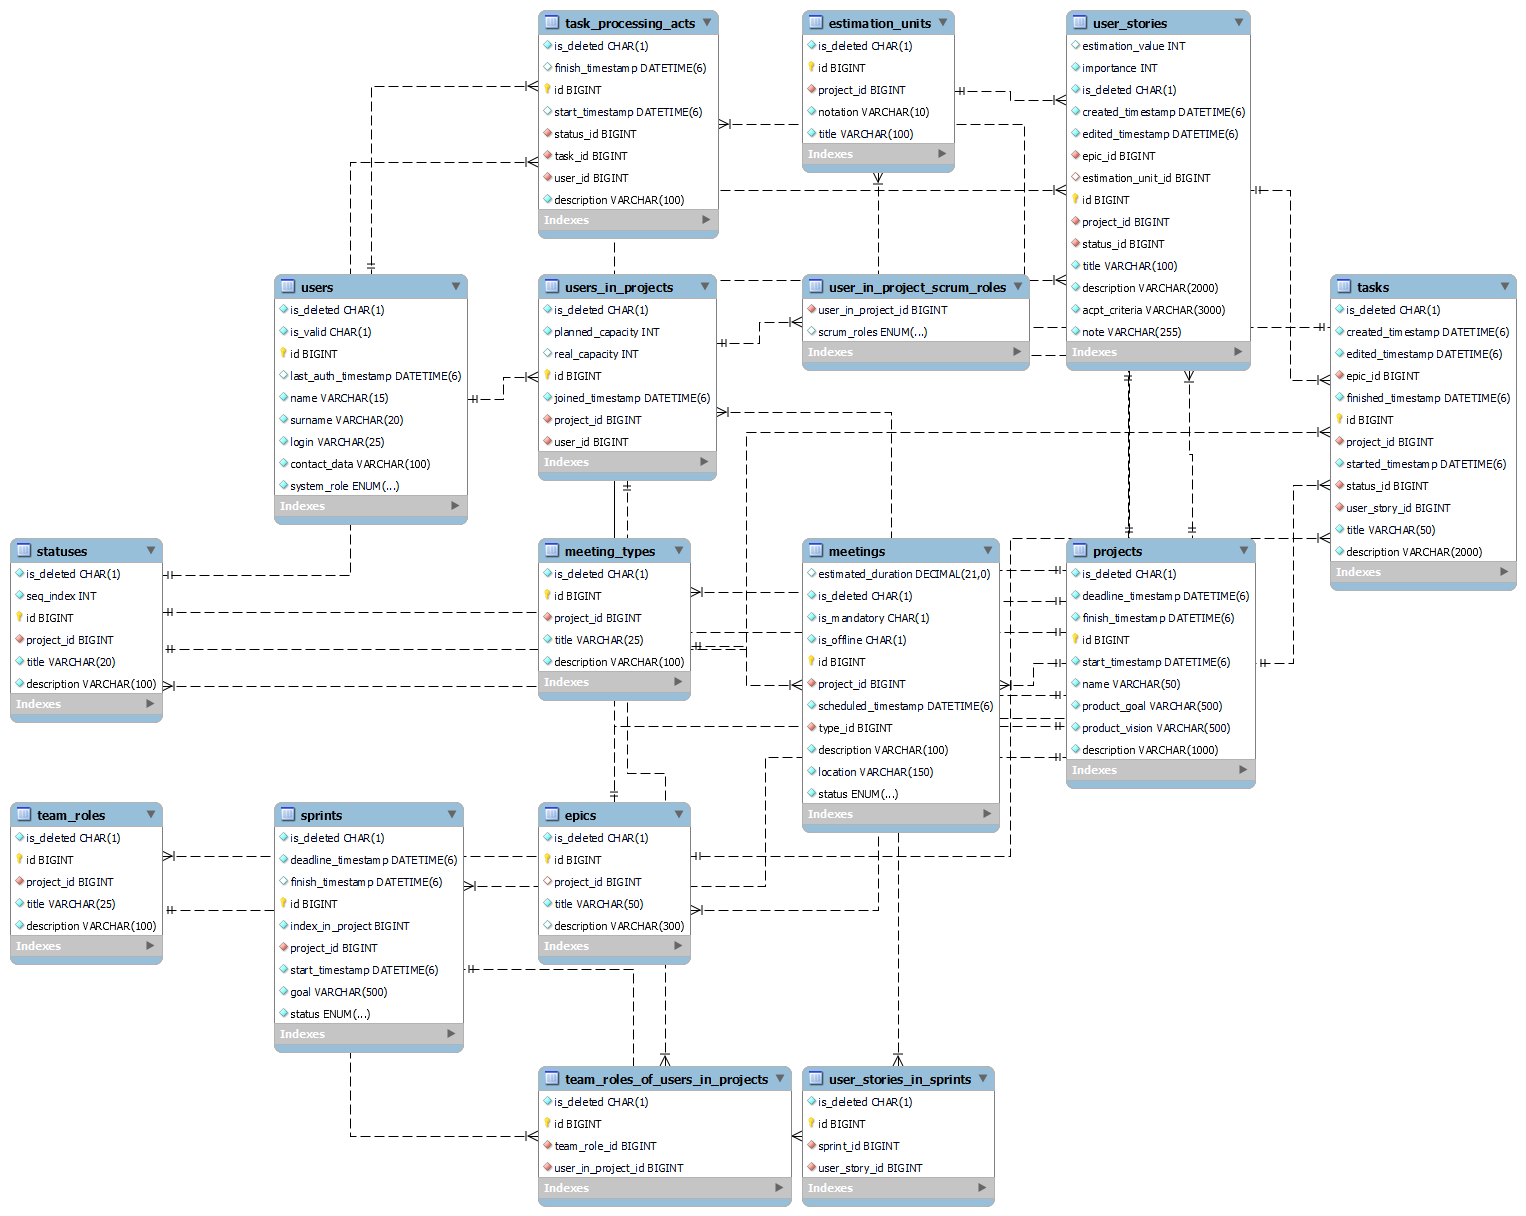 task_processing_acts
is_deleted CHAR(1)
finish_timestamp DATETIME(6)
id BIGINT
start_timestamp DATETIME(6)
status_id BIGINT
task_id BIGINT
user_id BIGINT
description VARCHAR(100)
Indexes
estimation_units
is_deleted CHAR(1)
id BIGINT
project_id BIGINT
notation VARCHAR(10)
title VARCHAR(100)
Indexes
user_stories
estimation_value INT
importance INT
is_deleted CHAR(1)
created_timestamp DATETIME(6)
edited_timestamp DATETIME(6)
epic_id BIGINT
estimation_unit_id BIGINT
id BIGINT
project_id BIGINT
status_id BIGINT
title VARCHAR(100)
description VARCHAR(2000)
acpt_criteria VARCHAR(3000)
note VARCHAR(255)
Indexes
users
is_deleted CHAR(1)
is_valid CHAR(1)
id BIGINT
last_auth_timestamp DATETIME(6)
name VARCHAR(15)
surname VARCHAR(20)
login VARCHAR(25)
contact_data VARCHAR(100)
system_role ENUM(...)
Indexes
users_in_projects
is_deleted CHAR(1)
planned_capacity INT
real_capacity INT
id BIGINT
joined_timestamp DATETIME(6)
project_id BIGINT
user_id BIGINT
Indexes
user_in_project_scrum_roles
user_in_project_id BIGINT
scrum_roles ENUM(...)
Indexes
tasks
is_deleted CHAR(1)
created_timestamp DATETIME(6)
edited_timestamp DATETIME(6)
epic_id BIGINT
finished_timestamp DATETIME(6)
id BIGINT
project_id BIGINT
started_timestamp DATETIME(6)
status_id BIGINT
user_story_id BIGINT
title VARCHAR(50)
description VARCHAR(2000)
Indexes
statuses
is_deleted CHAR(1)
seq_index INT
id BIGINT
project_id BIGINT
title VARCHAR(20)
description VARCHAR(100)
Indexes
meeting_types
is_deleted CHAR(1)
id BIGINT
project_id BIGINT
title VARCHAR(25)
description VARCHAR(100)
Indexes
meetings
estimated_duration DECIMAL(21,0)
is_deleted CHAR(1)
is_mandatory CHAR(1)
is_offline CHAR(1)
id BIGINT
project_id BIGINT
scheduled_timestamp DATETIME(6)
type_id BIGINT
description VARCHAR(100)
location VARCHAR(150)
status ENUM(...)
Indexes
projects
is_deleted CHAR(1)
deadline_timestamp DATETIME(6)
finish_timestamp DATETIME(6)
id BIGINT
start_timestamp DATETIME(6)
name VARCHAR(50)
product_goal VARCHAR(500)
product_vision VARCHAR(500)
description VARCHAR(1000)
Indexes
team_roles
is_deleted CHAR(1)
id BIGINT
project_id BIGINT
title VARCHAR(25)
description VARCHAR(100)
Indexes
sprints
is_deleted CHAR(1)
deadline_timestamp DATETIME(6)
finish_timestamp DATETIME(6)
id BIGINT
index_in_project BIGINT
project_id BIGINT
start_timestamp DATETIME(6)
goal VARCHAR(500)
status ENUM(...)
Indexes
epics
is_deleted CHAR(1)
id BIGINT
project_id BIGINT
title VARCHAR(50)
description VARCHAR(300)
Indexes
team_roles_of_users_in_projects
is_deleted CHAR(1)
id BIGINT
team_role_id BIGINT
user_in_project_id BIGINT
Indexes
user_stories_in_sprints
is_deleted CHAR(1)
id BIGINT
sprint_id BIGINT
user_story_id BIGINT
Indexes